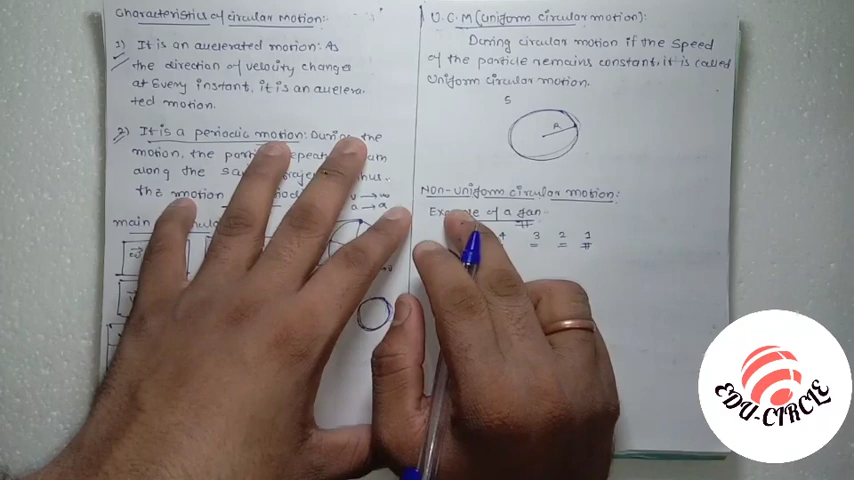 Characteristics of circular motion:-
1) It is an accelerated motion: As
the direction of velocity changes
at Every instant, it is an accelera-
ted motion.
2) It is a periodic motion: During the
motion, the
along the
The motion
v → 
a → 
main
U.C.M (Uniform circular motion):
During circular motion if the speed
of the particle remains constant, it is called
Uniform circular motion.
S
R
Non-uniform circular motion:
of a fan
4 3 2 1
EDU-CIRCLE